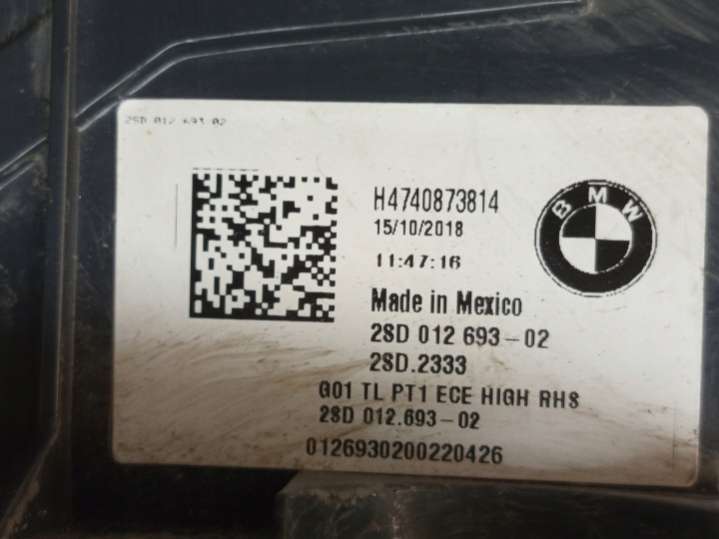 2SD 012 693 02
H4740873814
15/10/2018
11:47:16
BMW
Made in Mexico
2SD 012 693-02
2SD.2333
G01 TL PT1 ECE HIGH RHS
2SD 012.693-02
0126930200220426